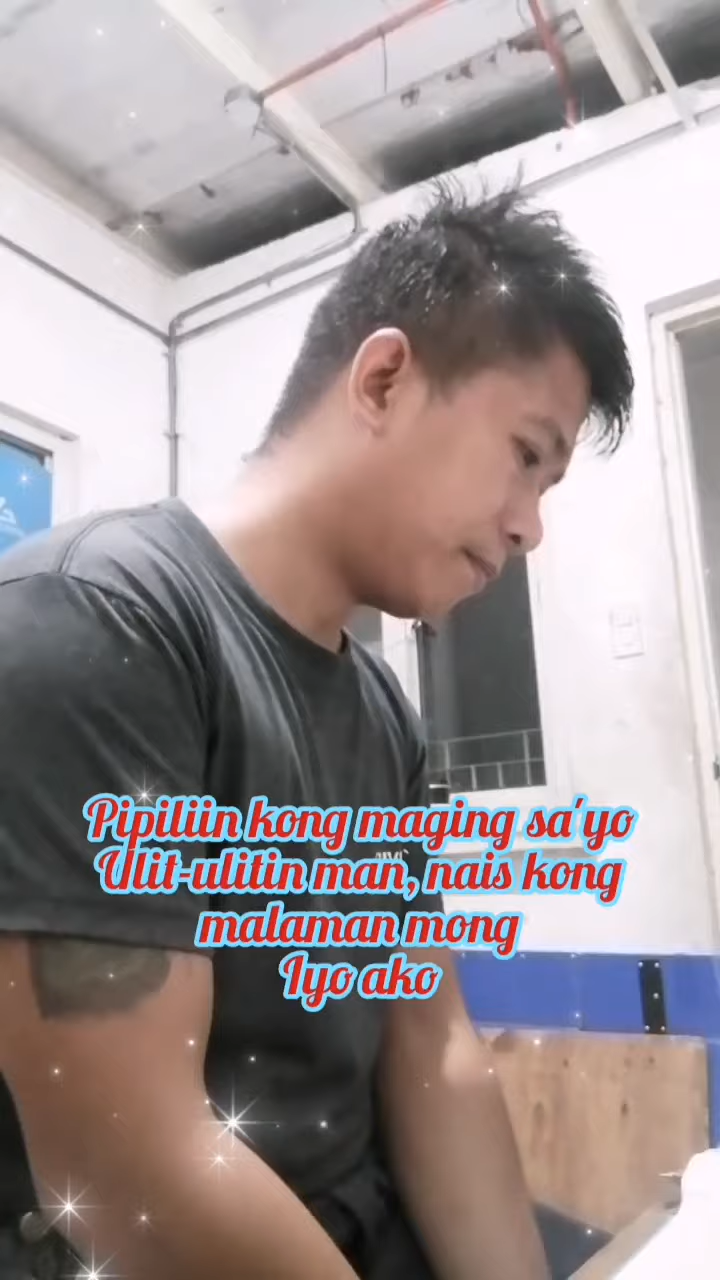 Pipiliin kong maging sa'yo
Ulit-ulitin man, nais kong
malaman mong
Iyo ako